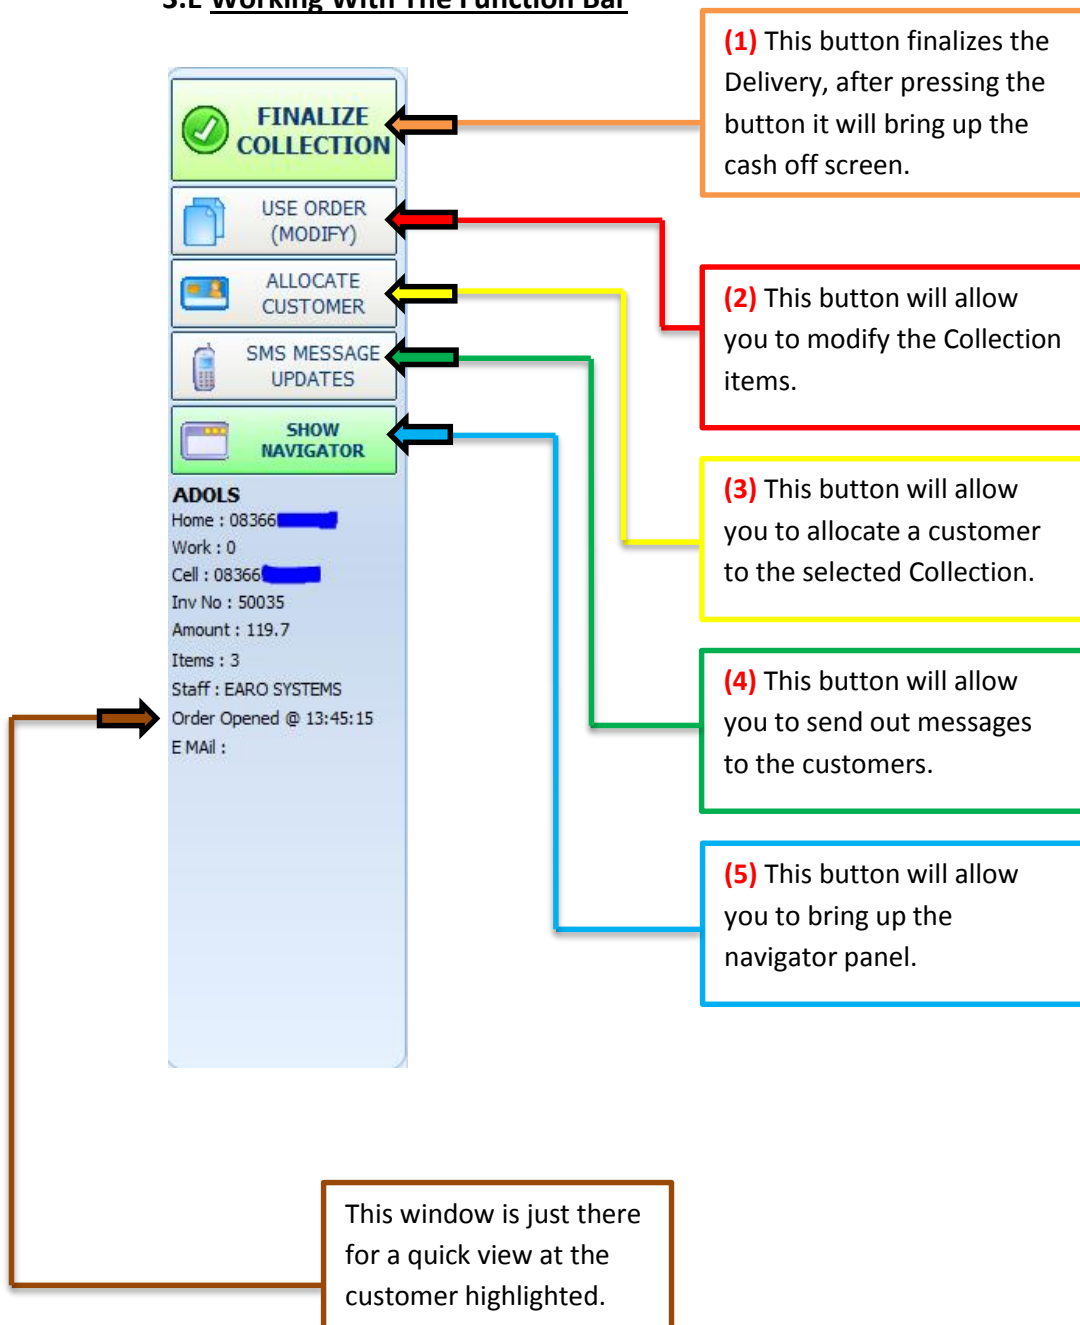 3.E Working With The Function Bar
(1) This button finalizes the
Delivery, after pressing the
button it will bring up the
cash off screen.
FINALIZE
COLLECTION
USE ORDER
(MODIFY)
ALLOCATE
CUSTOMER
SMS MESSAGE
UPDATES
SHOW
NAVIGATOR
(2) This button will allow
you to modify the Collection
items.
(3) This button will allow
you to allocate a customer
to the selected Collection.
(4) This button will allow
you to send out messages
to the customers.
(5) This button will allow
you to bring up the
navigator panel.
ADOLS
Home : 08366
Work : 0
Cell : 08366
Inv No : 50035
Amount : 119.7
Items : 3
Staff : EARO SYSTEMS
Order Opened @ 13:45:15
E MAil :
This window is just there
for a quick view at the
customer highlighted.